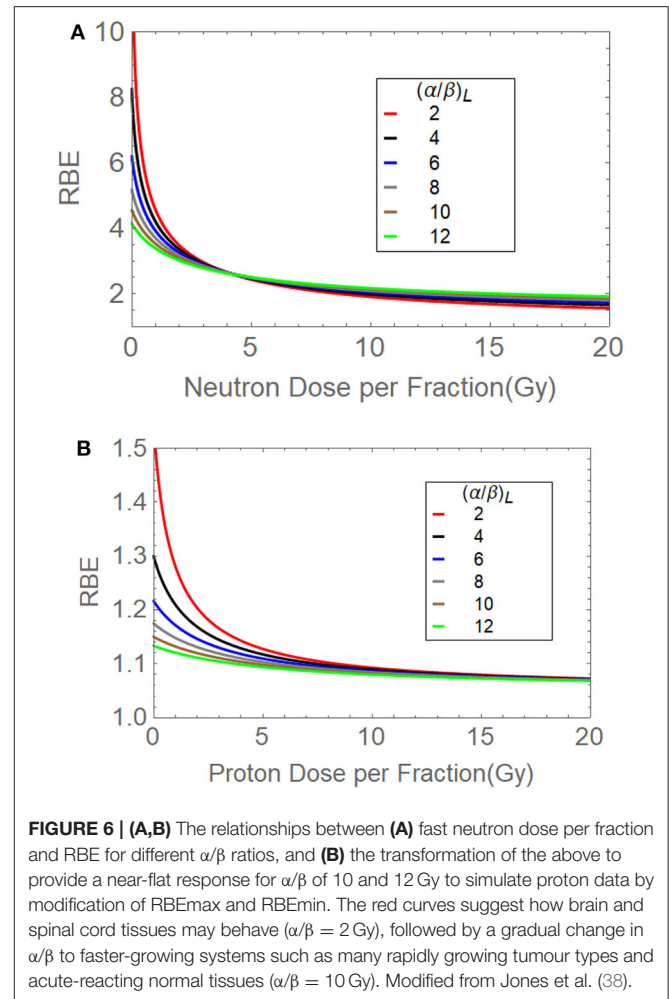 A
10
8
6
4
2
RBE
(α/β)L
2
4
6
8
10
12
0
5
10
15
20
Neutron Dose per Fraction(Gy)
B
1.5
1.4
1.3
1.2
1.1
1.0
RBE
(α/β)L
2
4
6
8
10
12
0
5
10
15
20
Proton Dose per Fraction(Gy)
FIGURE 6 | (A,B) The relationships between (A) fast neutron dose per fraction
and RBE for different α/β ratios, and (B) the transformation of the above to
provide a near-flat response for α/β of 10 and 12 Gy to simulate proton data by
modification of RBEmax and RBEmin. The red curves suggest how brain and
spinal cord tissues may behave (α/β = 2 Gy), followed by a gradual change in
α/β to faster-growing systems such as many rapidly growing tumour types and
acute-reacting normal tissues (α/β = 10 Gy). Modified from Jones et al. (38).